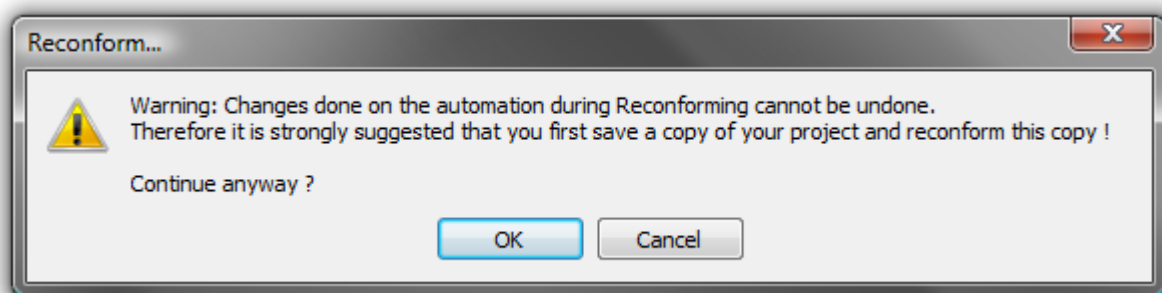 Reconform...
Warning: Changes done on the automation during Reconforming cannot be undone.
Therefore it is strongly suggested that you first save a copy of your project and reconform this copy !
Continue anyway ?
OK
Cancel